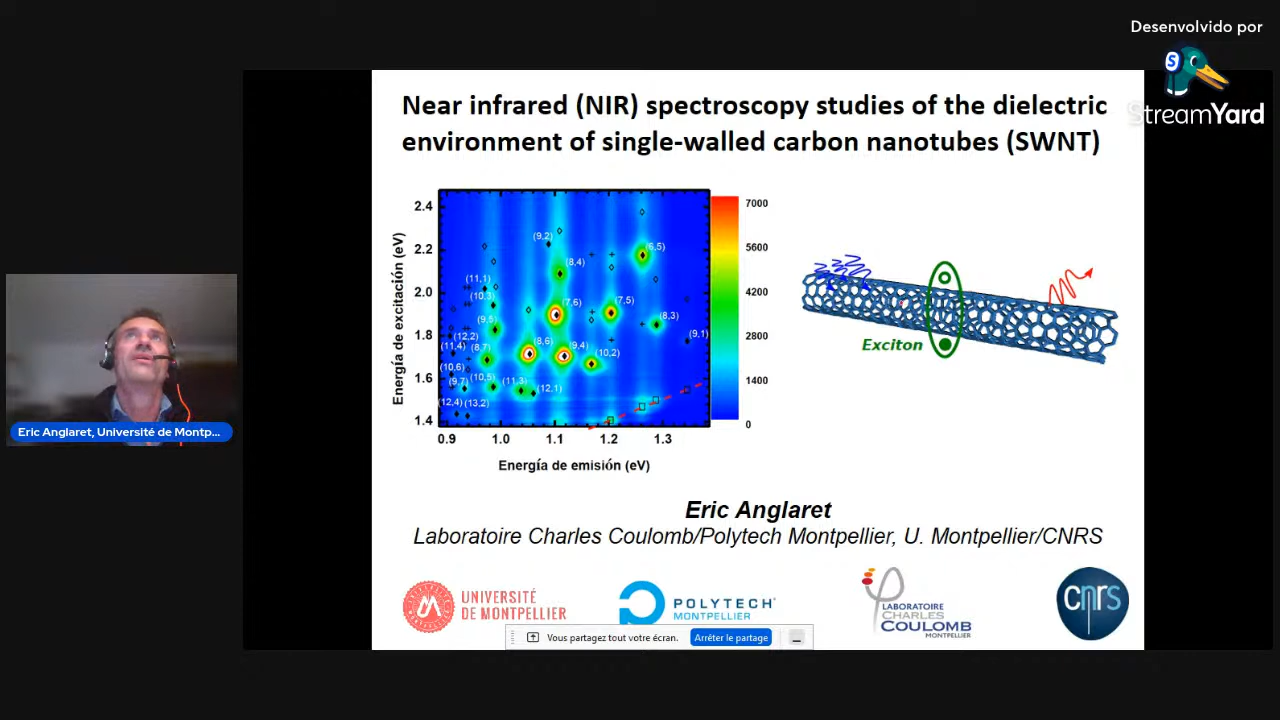 Desenvolvido por
StreamYard
Near infrared (NIR) spectroscopy studies of the dielectric
environment of single-walled carbon nanotubes (SWNT)
Energía de excitación (eV)
2.4
2.2
2.0
1.8
1.6
1.4
(9,2)
(6,5)
(8,4)
(11,1)
(10,3)
(7,6)
(7,5)
(9,5)
(8,3)
(12,2)
(9,1)
(11,4)
(8,7)
(8,6)
(9,4)
(10,2)
(10,6)
(9,7)
(10,5)
(11,3)
(12,1)
(12,4)
(13,2)
0.9
1.0
1.1
1.2
1.3
Energía de emisión (eV)
7000
5600
4200
2800
1400
0
Exciton
Eric Anglaret, Université de Montp...
Eric Anglaret
Laboratoire Charles Coulomb/Polytech Montpellier, U. Montpellier/CNRS
UNIVERSITÉ
DE MONTPELLIER
POLYTECH
MONTPELLIER
LABORATOIRE
CHARLES
COULOMB
MONTPELLIER
cnrs
Vous partagez tout votre écran.
Arrêter le partage